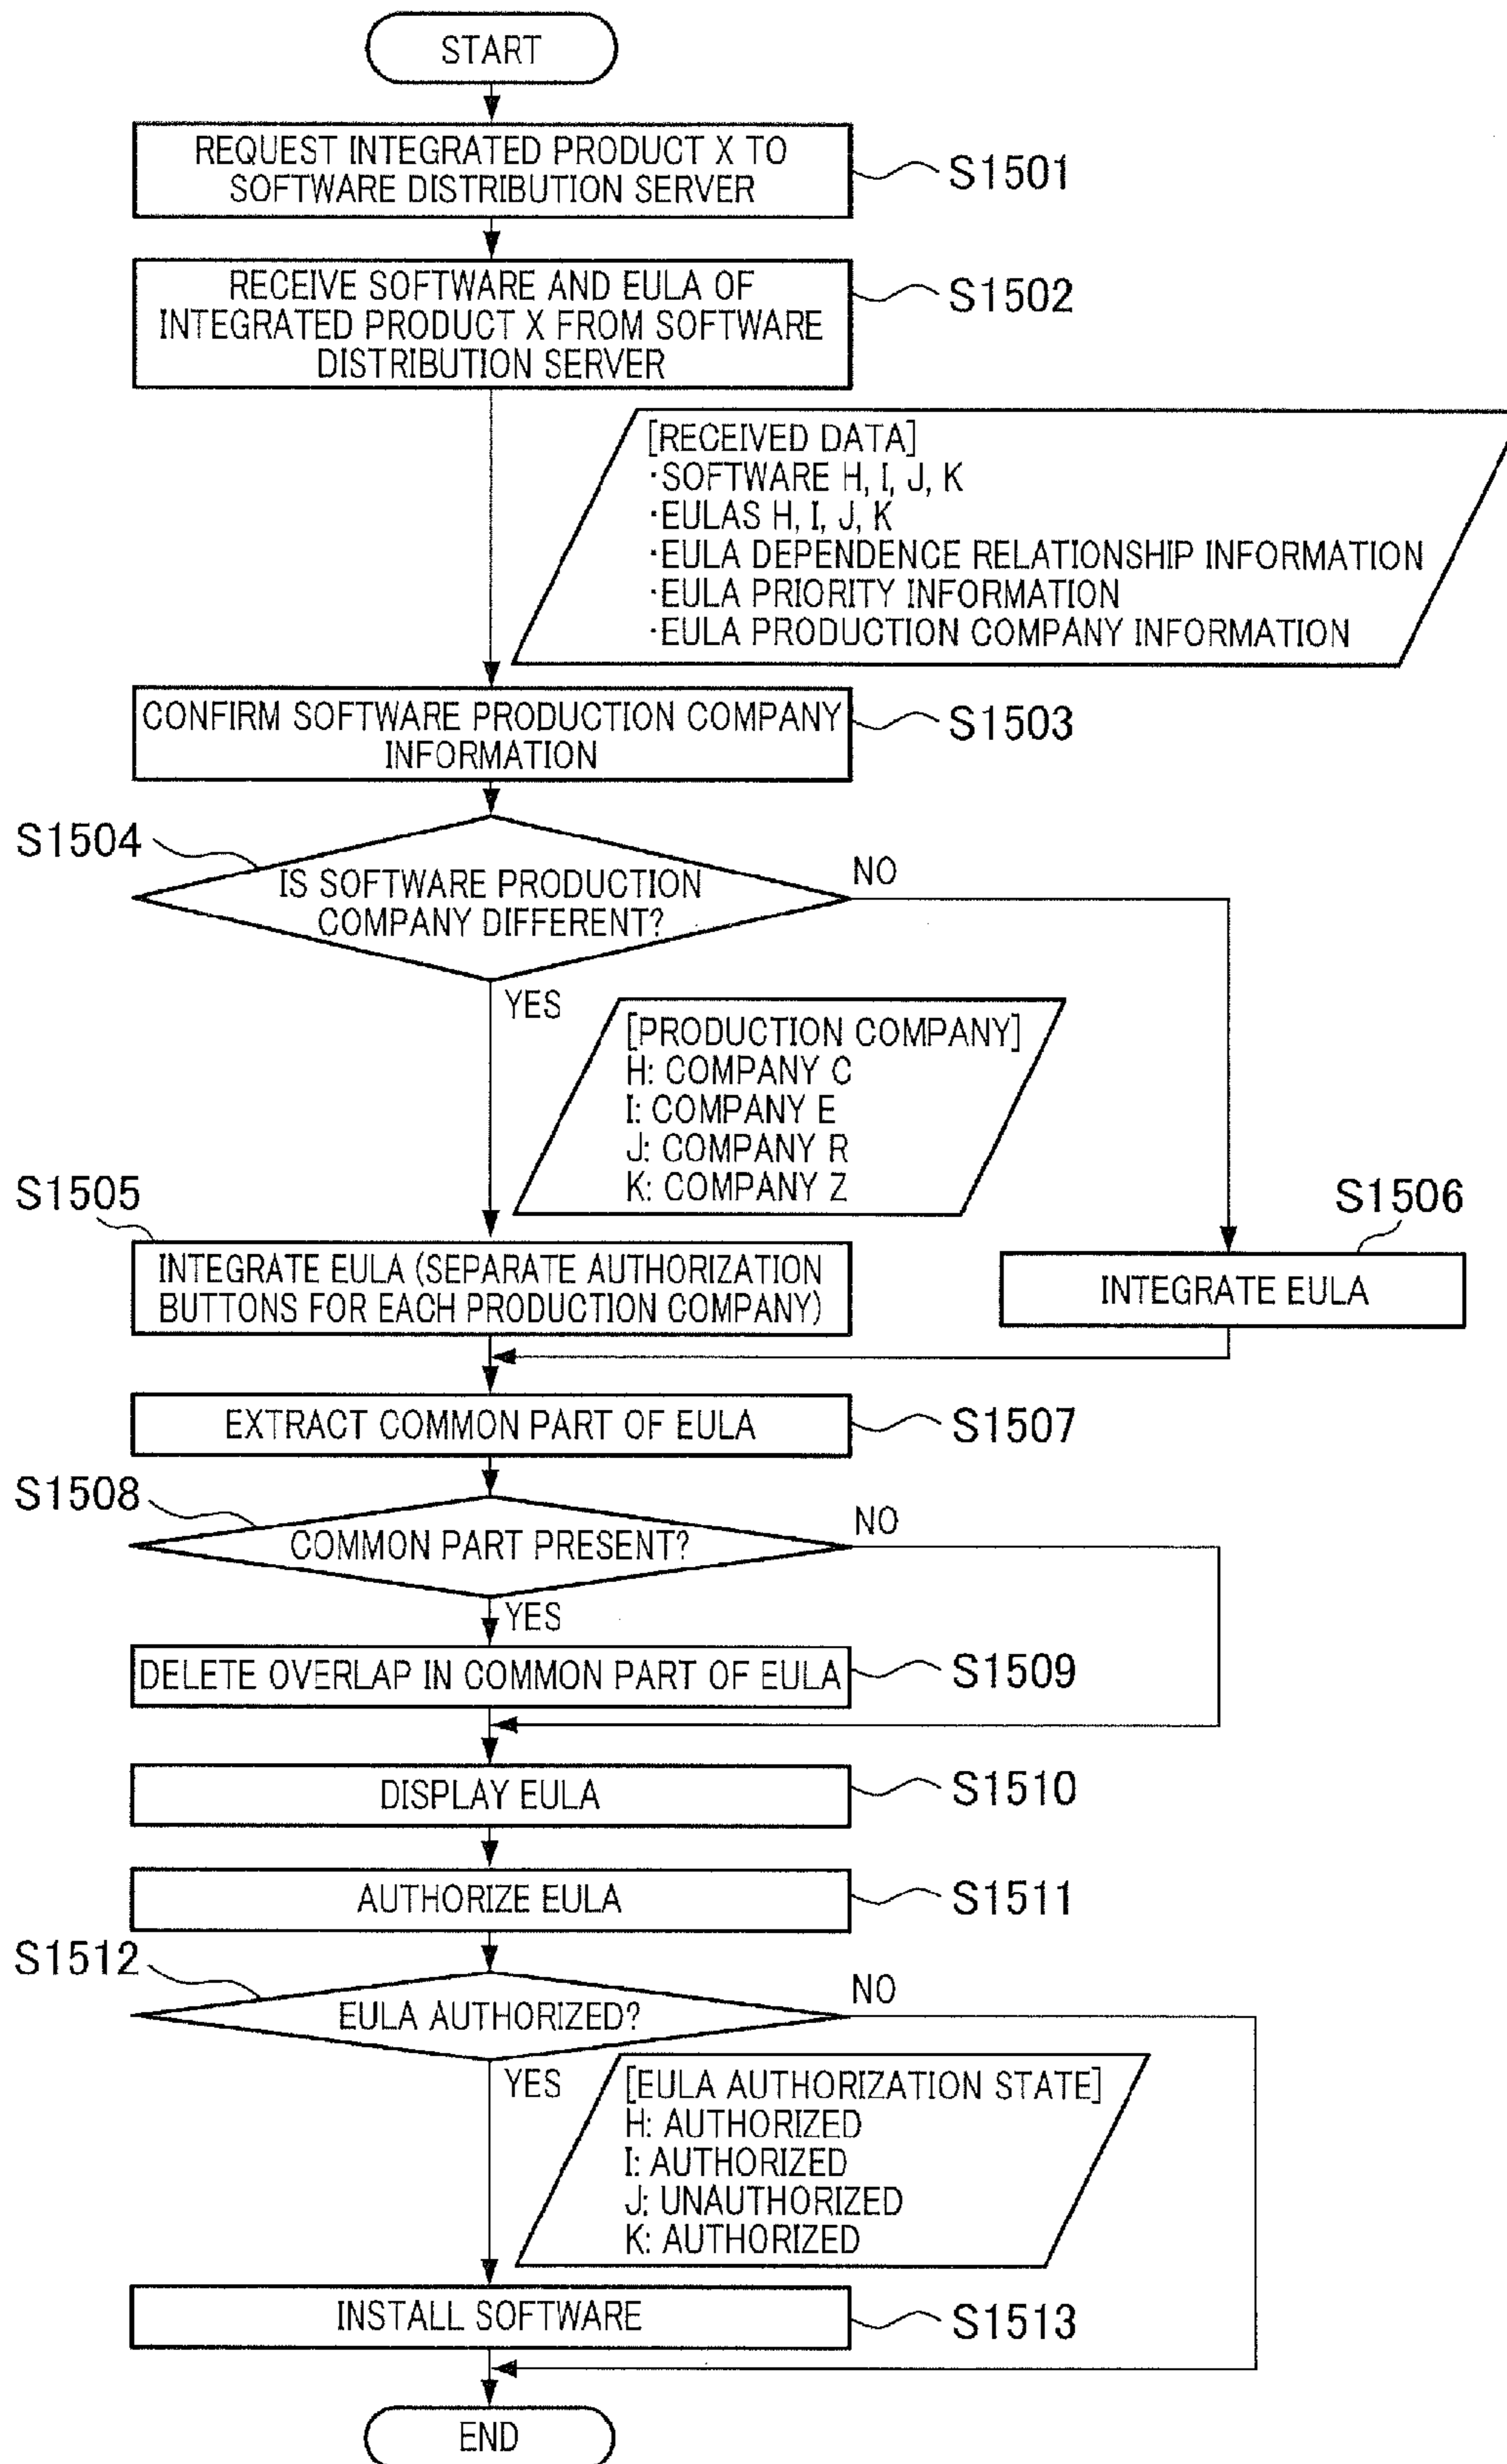 START
REQUEST INTEGRATED PRODUCT X TO
SOFTWARE DISTRIBUTION SERVER
S1501
RECEIVE SOFTWARE AND EULA OF
INTEGRATED PRODUCT X FROM SOFTWARE
DISTRIBUTION SERVER
S1502
[RECEIVED DATA]
·SOFTWARE H, I, J, K
·EULAS H, I, J, K
·EULA DEPENDENCE RELATIONSHIP INFORMATION
·EULA PRIORITY INFORMATION
·EULA PRODUCTION COMPANY INFORMATION
CONFIRM SOFTWARE PRODUCTION COMPANY
INFORMATION
S1503
S1504
IS SOFTWARE PRODUCTION
COMPANY DIFFERENT?
NO
YES
[PRODUCTION COMPANY]
H: COMPANY C
I: COMPANY E
J: COMPANY R
K: COMPANY Z
S1505
INTEGRATE EULA (SEPARATE AUTHORIZATION
BUTTONS FOR EACH PRODUCTION COMPANY)
S1506
INTEGRATE EULA
EXTRACT COMMON PART OF EULA
S1507
S1508
COMMON PART PRESENT?
NO
YES
DELETE OVERLAP IN COMMON PART OF EULA
S1509
DISPLAY EULA
S1510
AUTHORIZE EULA
S1511
S1512
EULA AUTHORIZED?
NO
YES
[EULA AUTHORIZATION STATE]
H: AUTHORIZED
I: AUTHORIZED
J: UNAUTHORIZED
K: AUTHORIZED
INSTALL SOFTWARE
S1513
END